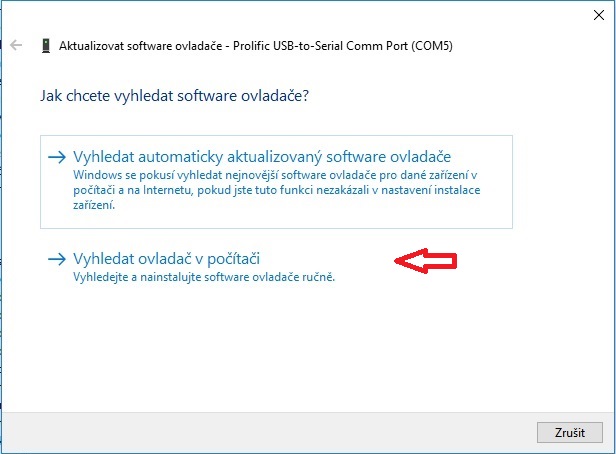 Aktualizovat software ovladače - Prolific USB-to-Serial Comm Port (COM5)
Jak chcete vyhledat software ovladače?
Vyhledat automaticky aktualizovaný software ovladače
Windows se pokusí vyhledat nejnovější software ovladače pro dané zařízení v
počítači a na Internetu, pokud jste tuto funkci nezakázali v nastavení instalace
zařízení.
Vyhledat ovladač v počítači
Vyhledejte a nainstalujte software ovladače ručně.
Zrušit